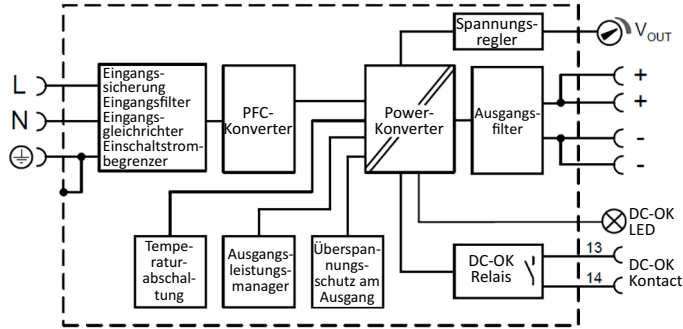 Spannungs-
regler
V_OUT
L
N
Eingangs-
sicherung
Eingangsfilter
Eingangs-
gleichrichter
Einschaltstrom-
begrenzer
PFC-
Konverter
Power-
Konverter
Ausgangs-
filter
+
+
-
-
Tempe-
ratur-
abschal-
tung
Ausgangs-
leistungs-
manager
Überspan-
nungs-
schutz am
Ausgang
DC-OK
Relais
DC-OK
LED
13
14
DC-OK
Kontact